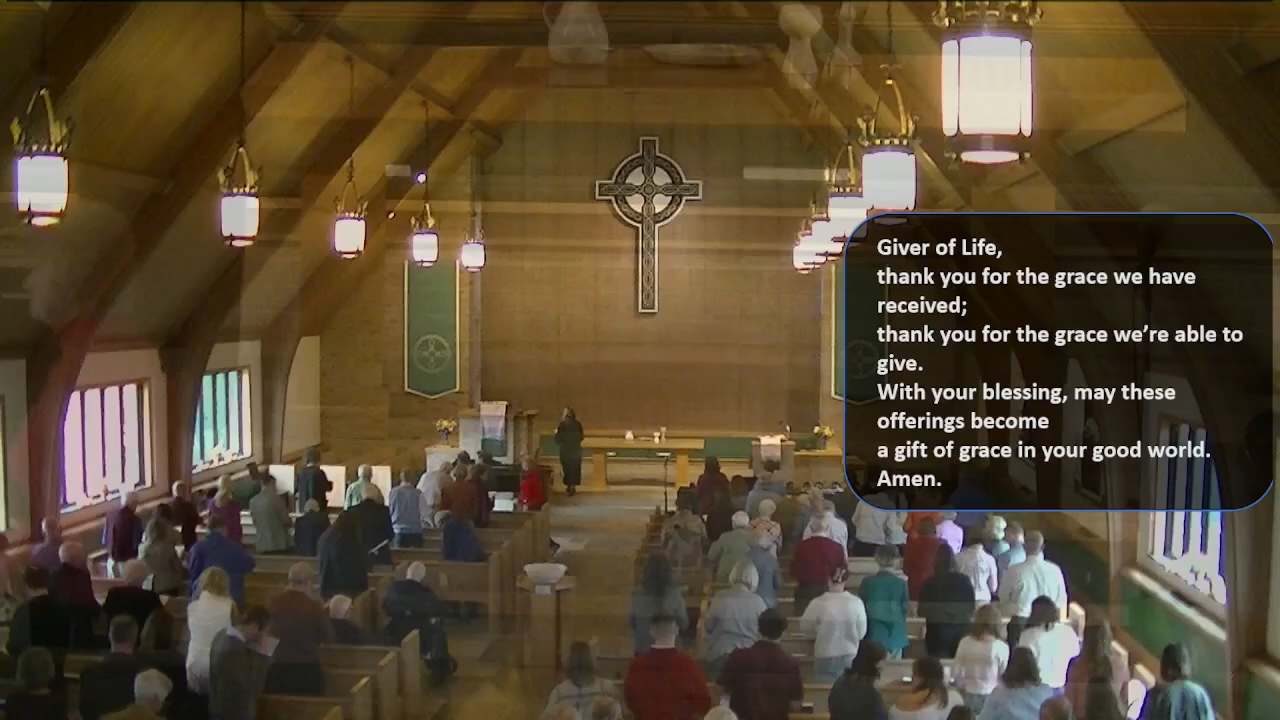 Giver of Life,
thank you for the grace we have
received;
thank you for the grace we’re able to
give.
With your blessing, may these
offerings become
a gift of grace in your good world.
Amen.